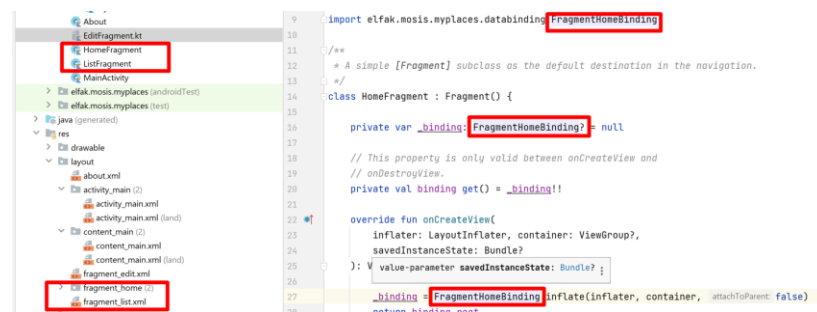 About
EditFragment.kt
HomeFragment
ListFragment
MainActivity
elfak.mosis.myplaces (androidTest)
elfak.mosis.myplaces (test)
java (generated)
res
drawable
layout
about.xml
activity_main (2)
activity_main.xml
activity_main.xml (land)
content_main (2)
content_main.xml
content_main.xml (land)
fragment_edit.xml
fragment_home (2)
fragment_list.xml
9 import elfak.mosis.myplaces.databinding.FragmentHomeBinding
10
11 /**
12 * A simple [Fragment] subclass as the default destination in the navigation.
13 */
14 class HomeFragment : Fragment() {
15
16 private var _binding: FragmentHomeBinding? = null
17
18 // This property is only valid between onCreateView and
19 // onDestroyView.
20 private val binding get() = _binding!!
21
22 override fun onCreateView(
23 inflater: LayoutInflater, container: ViewGroup?,
24 savedInstanceState: Bundle?
25 ): V
value-parameter savedInstanceState: Bundle?
26
27 _binding = FragmentHomeBinding.inflate(inflater, container, attachToParent: false)
28 return binding.root